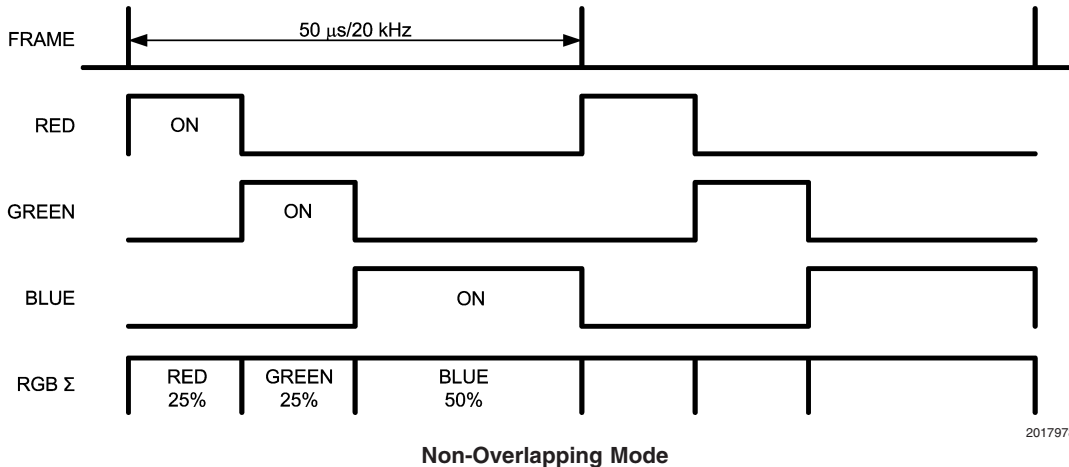 FRAME
50 μs/20 kHz
RED
ON
GREEN
ON
BLUE
ON
RGB Σ
RED
25%
GREEN
25%
BLUE
50%
Non-Overlapping Mode